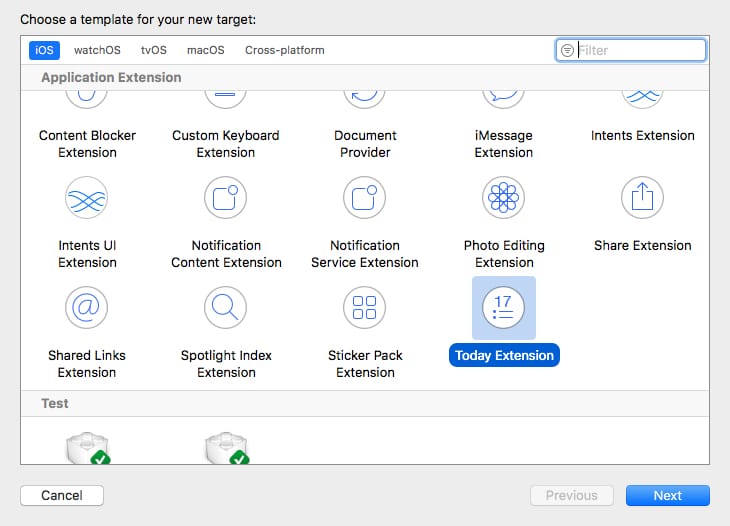 Choose a template for your new target:
iOS watchOS tvOS macOS Cross-platform Filter
Application Extension
Content Blocker Extension
Custom Keyboard Extension
Document Provider
iMessage Extension
Intents Extension
Intents UI Extension
Notification Content Extension
Notification Service Extension
Photo Editing Extension
Share Extension
@
Shared Links Extension
Spotlight Index Extension
Sticker Pack Extension
17
Today Extension
Test
Cancel Previous Next